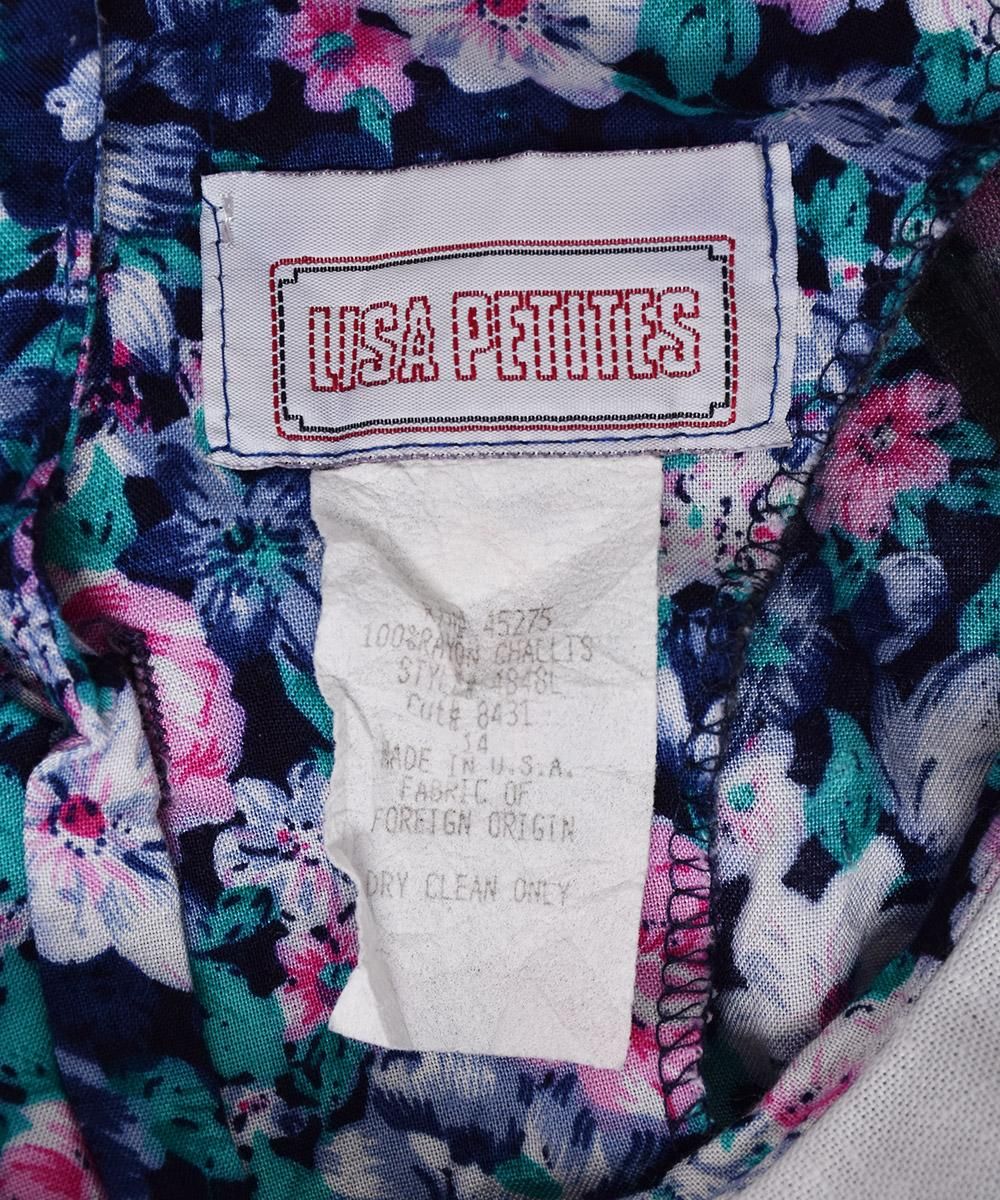 USA PETITES
45275
100%RAYON CHALLIS
STYLE# 4848L
Cut# 8431
14
MADE IN U.S.A.
FABRIC OF
FOREIGN ORIGIN
DRY CLEAN ONLY